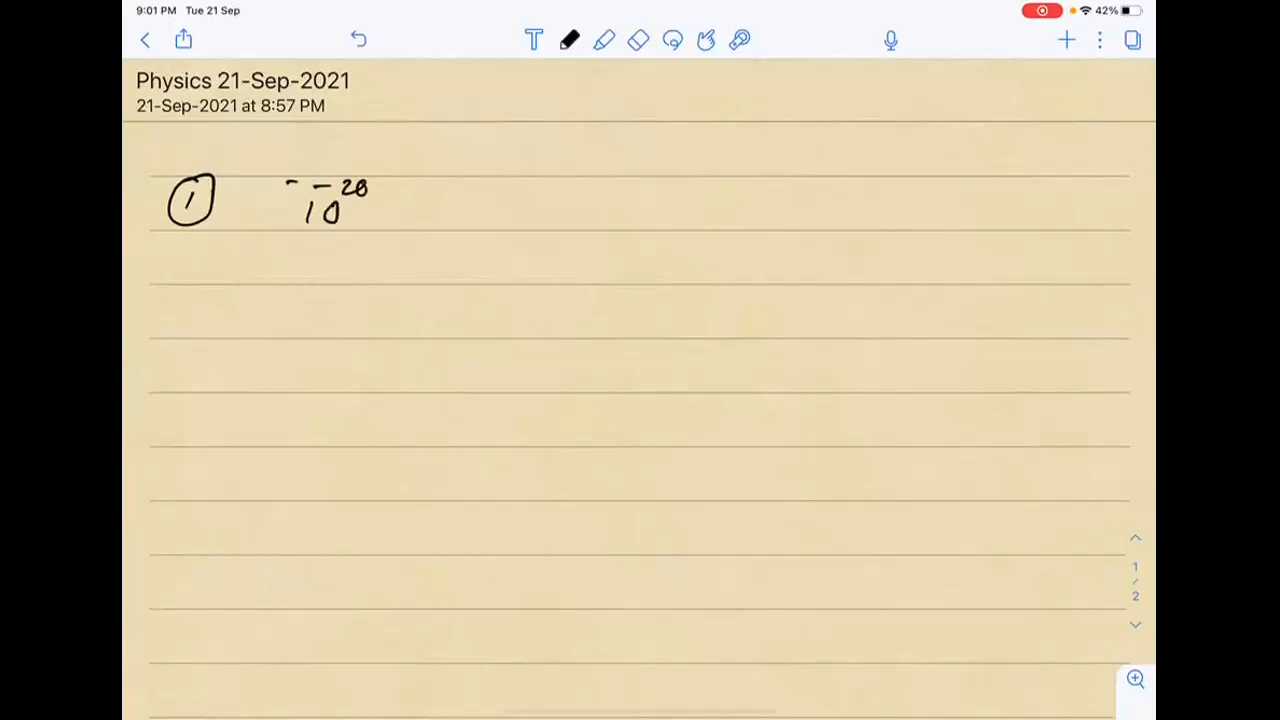 9:01 PM Tue 21 Sep 42%
T
Physics 21-Sep-2021
21-Sep-2021 at 8:57 PM
① - 10⁻²⁸
1
/
2